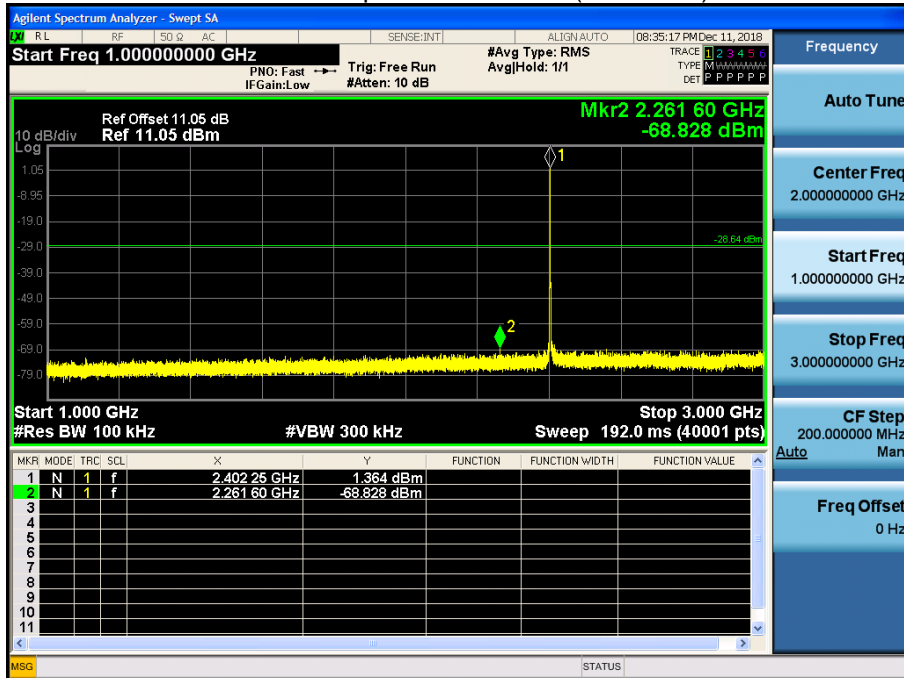 Agilent Spectrum Analyzer - Swept SA
LXI RL RF 50 Ω AC SENSE:INT ALIGN AUTO 08:35:17 PM Dec 11, 2018
Start Freq 1.000000000 GHz #Avg Type: RMS TRACE 1 2 3 4 5 6
PNO: Fast Trig: Free Run Avg|Hold: 1/1 TYPE M WWWWW
IFGain:Low #Atten: 10 dB DET P P P P P P
Mkr2 2.261 60 GHz
-68.828 dBm
Ref Offset 11.05 dB
10 dB/div Ref 11.05 dBm
Log
1
1.05
-8.95
-19.0
-28.64 dBm
-29.0
-39.0
-49.0
-59.0
2
-69.0
-79.0
Start 1.000 GHz Stop 3.000 GHz
#Res BW 100 kHz #VBW 300 kHz Sweep 192.0 ms (40001 pts)
MKR MODE TRC SCL X Y FUNCTION FUNCTION WIDTH FUNCTION VALUE
1 N 1 f 2.402 25 GHz 1.364 dBm
2 N 1 f 2.261 60 GHz -68.828 dBm
3
4
5
6
7
8
9
10
11
MSG STATUS
Frequency
Auto Tune
Center Freq
2.000000000 GHz
Start Freq
1.000000000 GHz
Stop Freq
3.000000000 GHz
CF Step
200.000000 MHz
Auto Man
Freq Offset
0 Hz